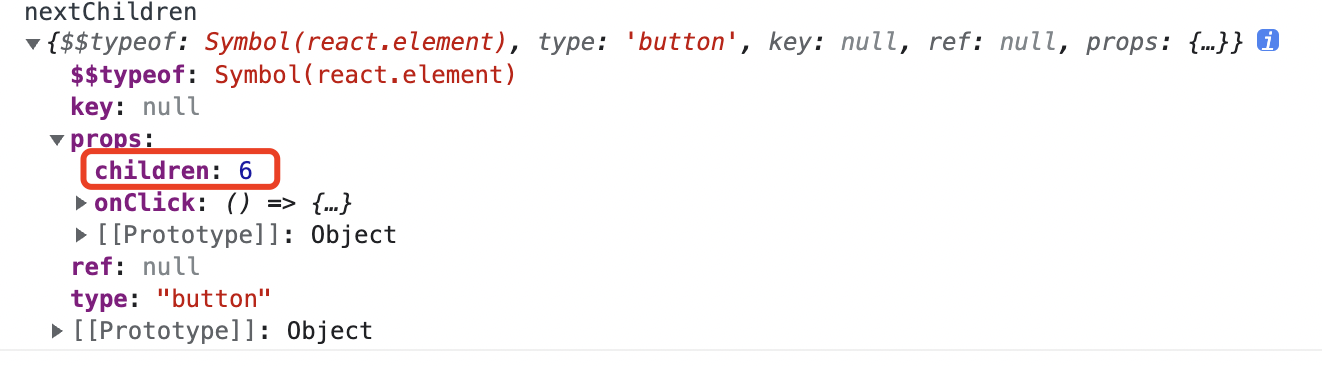 nextChildren
▼{$$typeof: Symbol(react.element), type: 'button', key: null, ref: null, props: {…}} i
$$typeof: Symbol(react.element)
key: null
▼props:
children: 6
▶onClick: () => {…}
▶[[Prototype]]: Object
ref: null
type: "button"
▶[[Prototype]]: Object